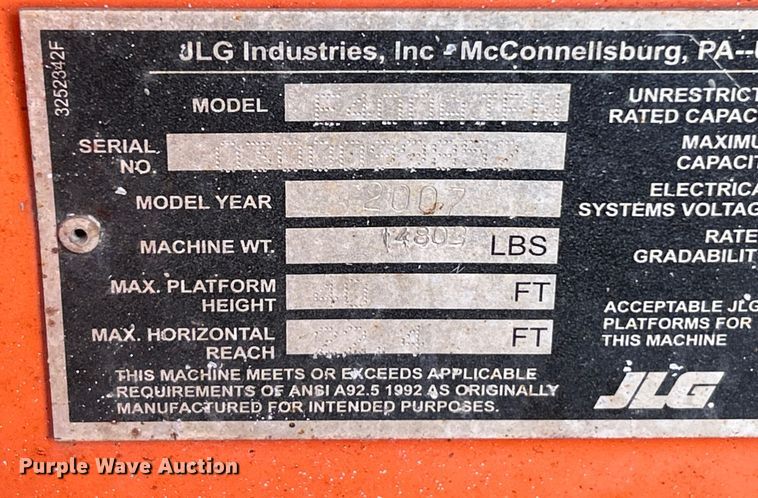 JLG Industries, Inc - McConnellsburg, PA--U
3252342F
MODEL
UNRESTRICT
RATED CAPAC
SERIAL
NO.
MAXIMU
CAPACIT
MODEL YEAR 2007
ELECTRICA
SYSTEMS VOLTAG
MACHINE WT. LBS
RATE
GRADABILIT
MAX. PLATFORM
HEIGHT FT
ACCEPTABLE JLG
PLATFORMS FOR
THIS MACHINE
MAX. HORIZONTAL
REACH FT
THIS MACHINE MEETS OR EXCEEDS APPLICABLE
REQUIREMENTS OF ANSI A92.5 1992 AS ORIGINALLY
MANUFACTURED FOR INTENDED PURPOSES.
JLG
Purple Wave Auction